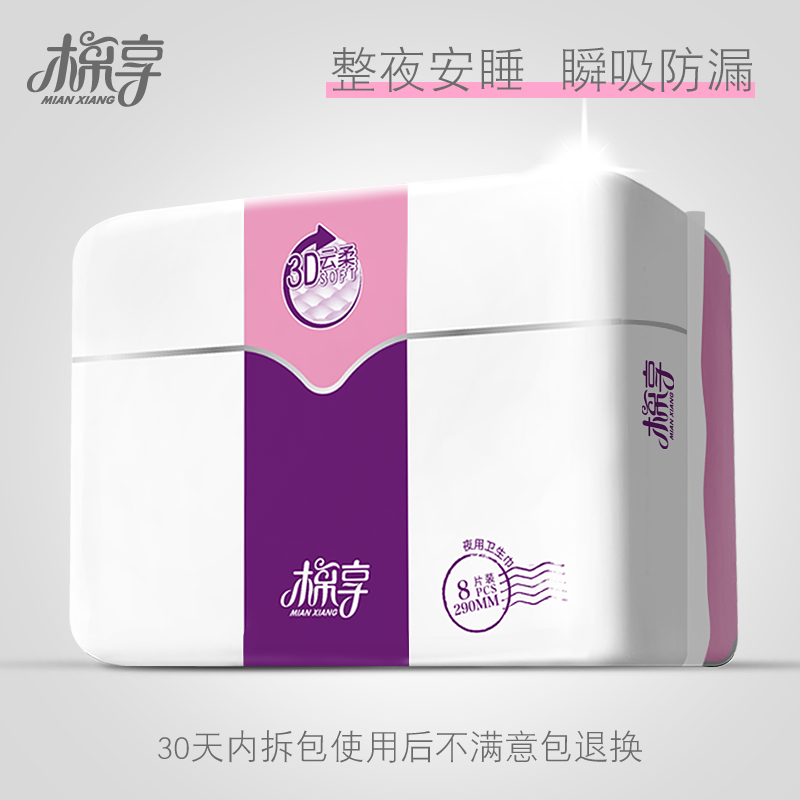 棉享
MIAN XIANG
整夜安睡 瞬吸防漏
3D云柔
SOFT
棉享
MIAN XIANG
棉享
MIAN XIANG
夜用卫生巾
8片装
PCS
290MM
30天内拆包使用后不满意包退换